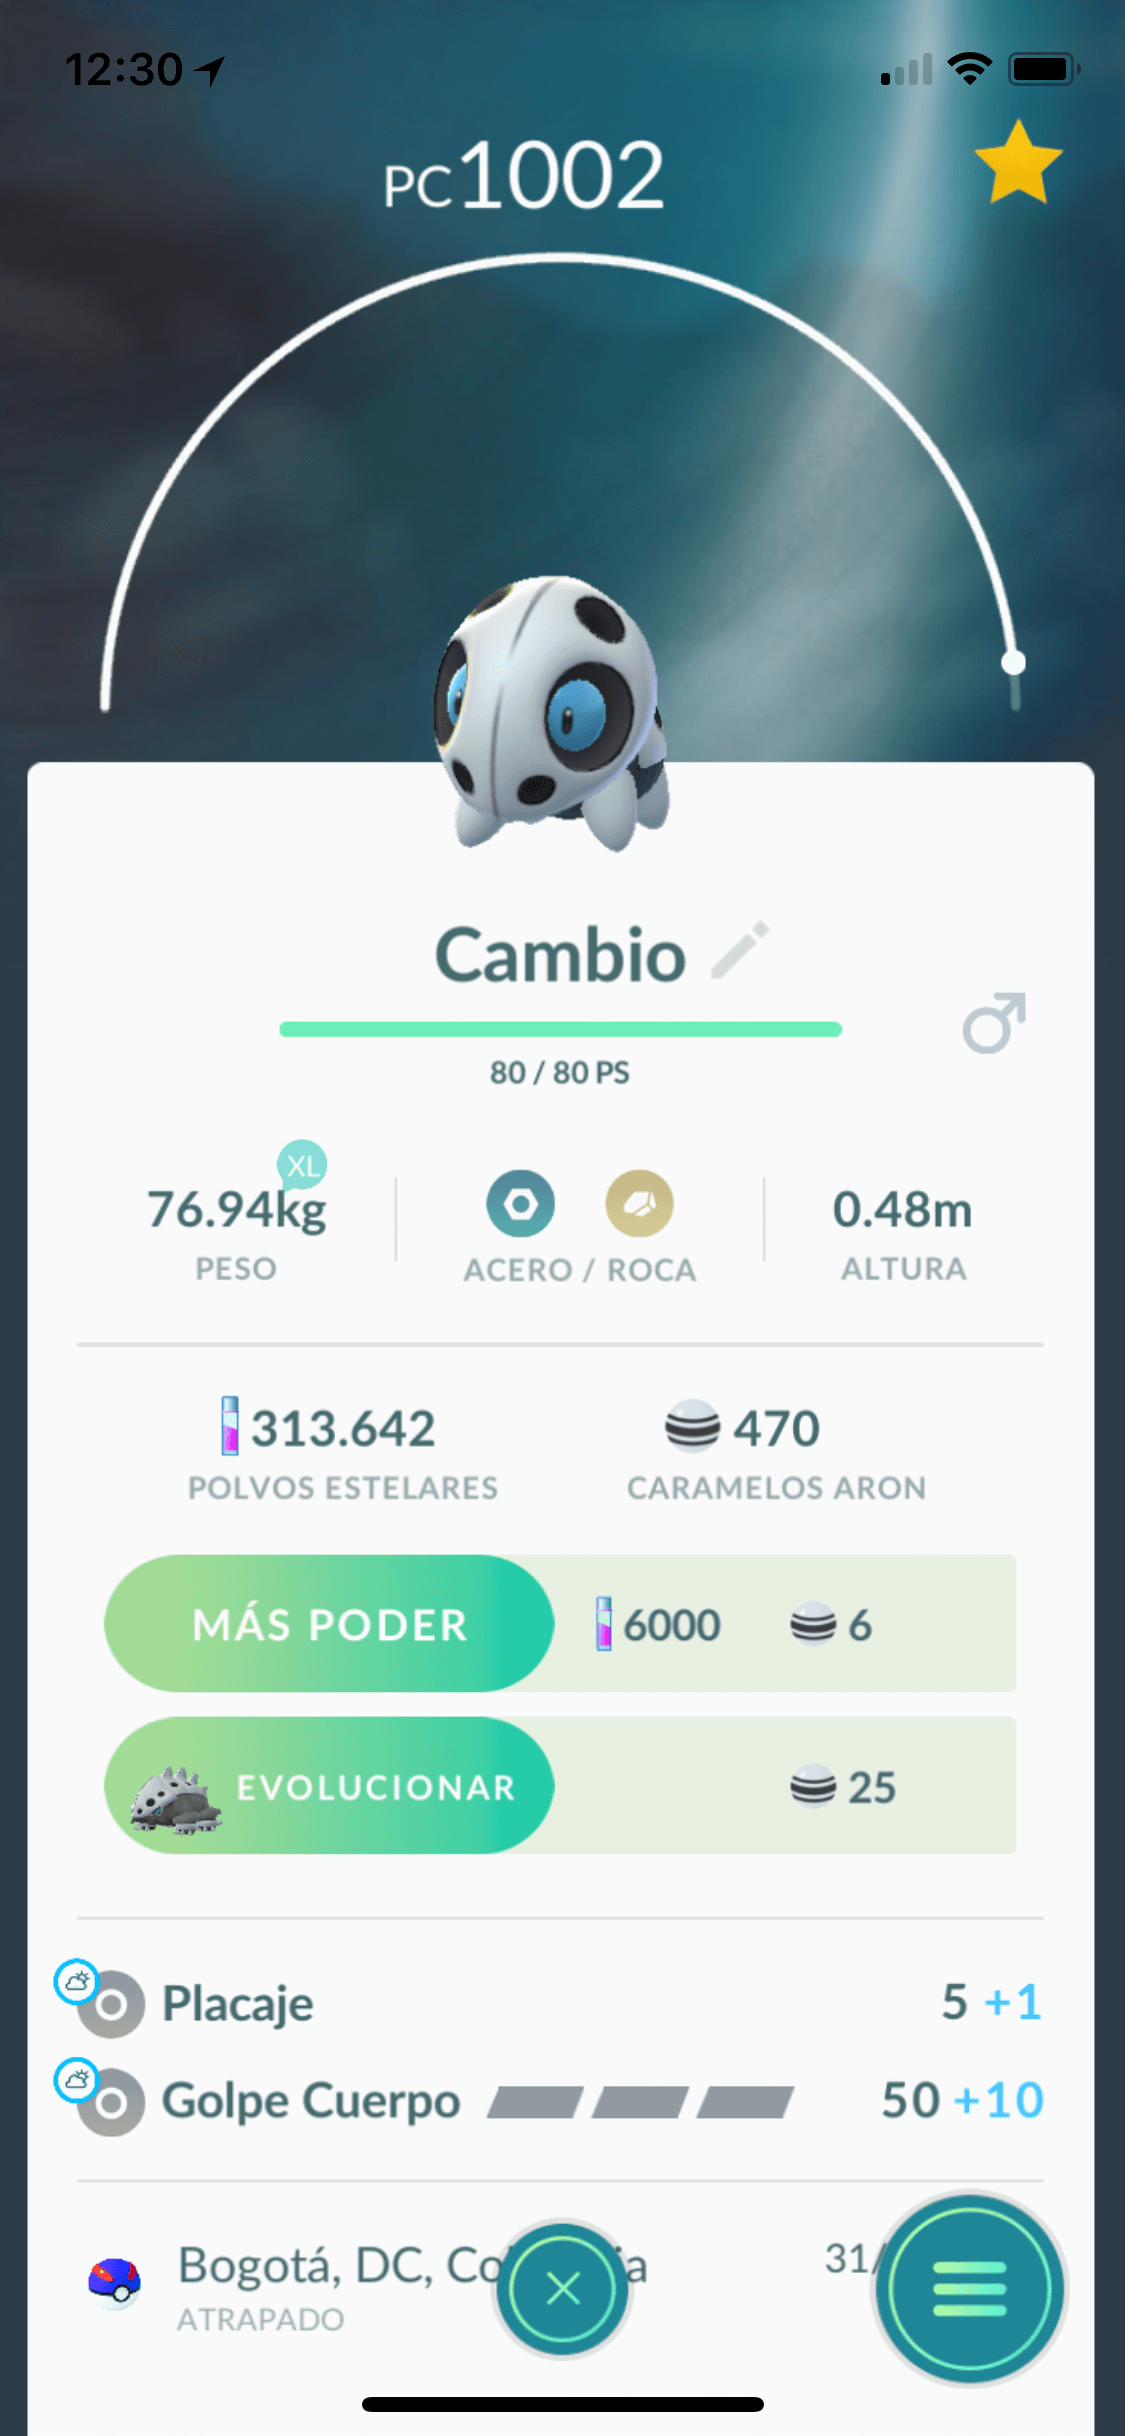 12:30
PC1002
Cambio
80 / 80 PS
XL
76.94kg
PESO
ACERO / ROCA
0.48m
ALTURA
313.642
POLVOS ESTELARES
470
CARAMELOS ARON
MÁS PODER 6000 6
EVOLUCIONAR 25
Placaje 5 +1
Golpe Cuerpo 50 +10
Bogotá, DC, 31/
ATRAPADO